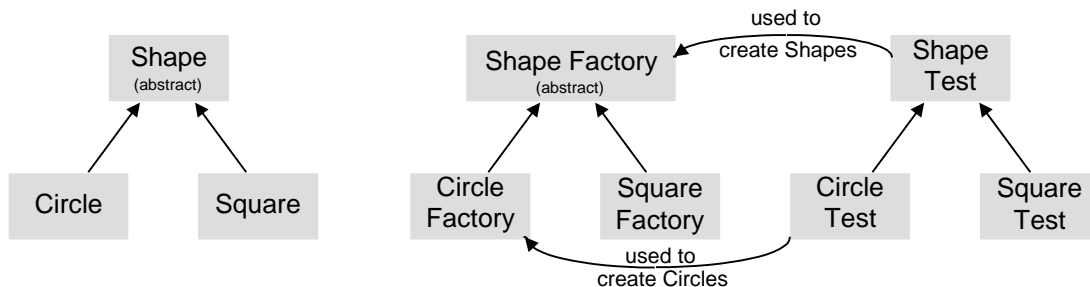 Shape
(abstract)
Circle
Square
used to
create Shapes
Shape Factory
(abstract)
Shape
Test
Circle
Factory
Square
Factory
Circle
Test
Square
Test
used to
create Circles